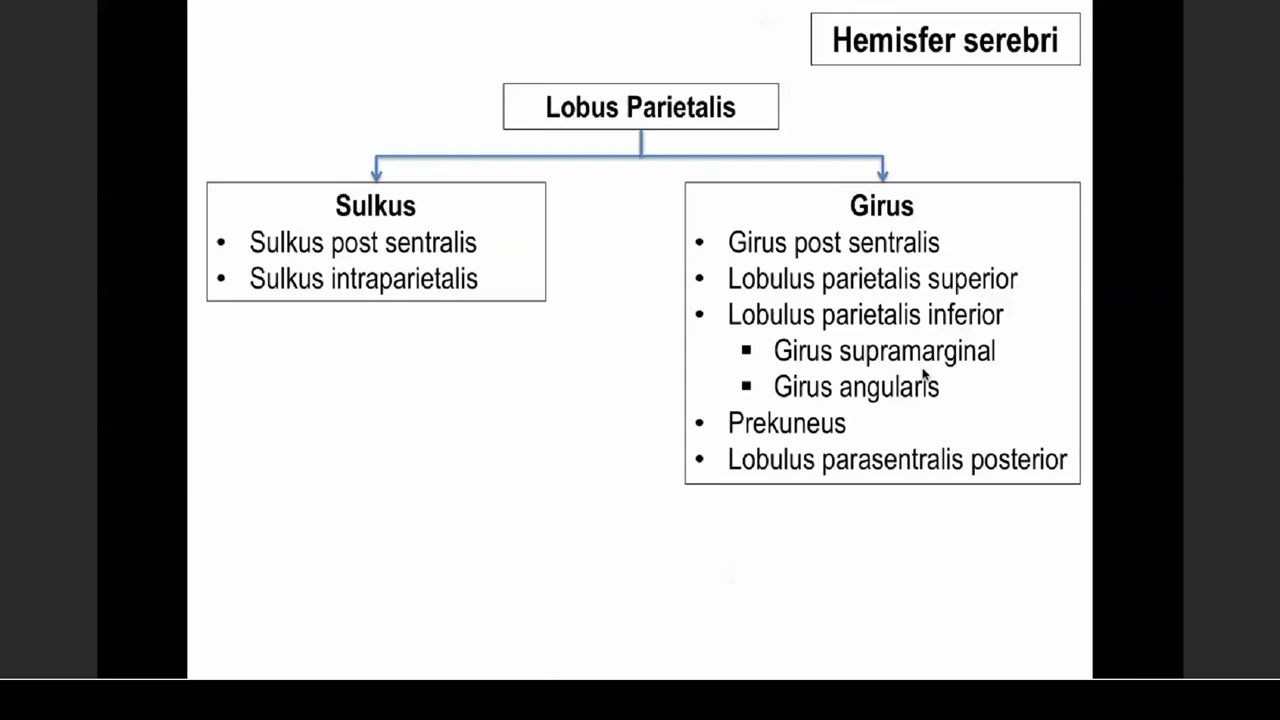 Hemisfer serebri
Lobus Parietalis
Sulkus
• Sulkus post sentralis
• Sulkus intraparietalis
Girus
• Girus post sentralis
• Lobulus parietalis superior
• Lobulus parietalis inferior
▪ Girus supramarginal
▪ Girus angularis
• Prekuneus
• Lobulus parasentralis posterior